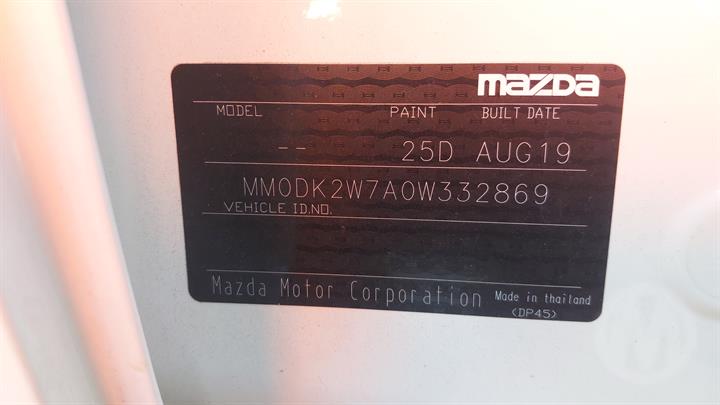 mazda
MODEL PAINT BUILT DATE
-- 25D AUG19
MM0DK2W7A0W332869
VEHICLE ID.NO.
Mazda Motor Corporation Made in thailand
(DP45)